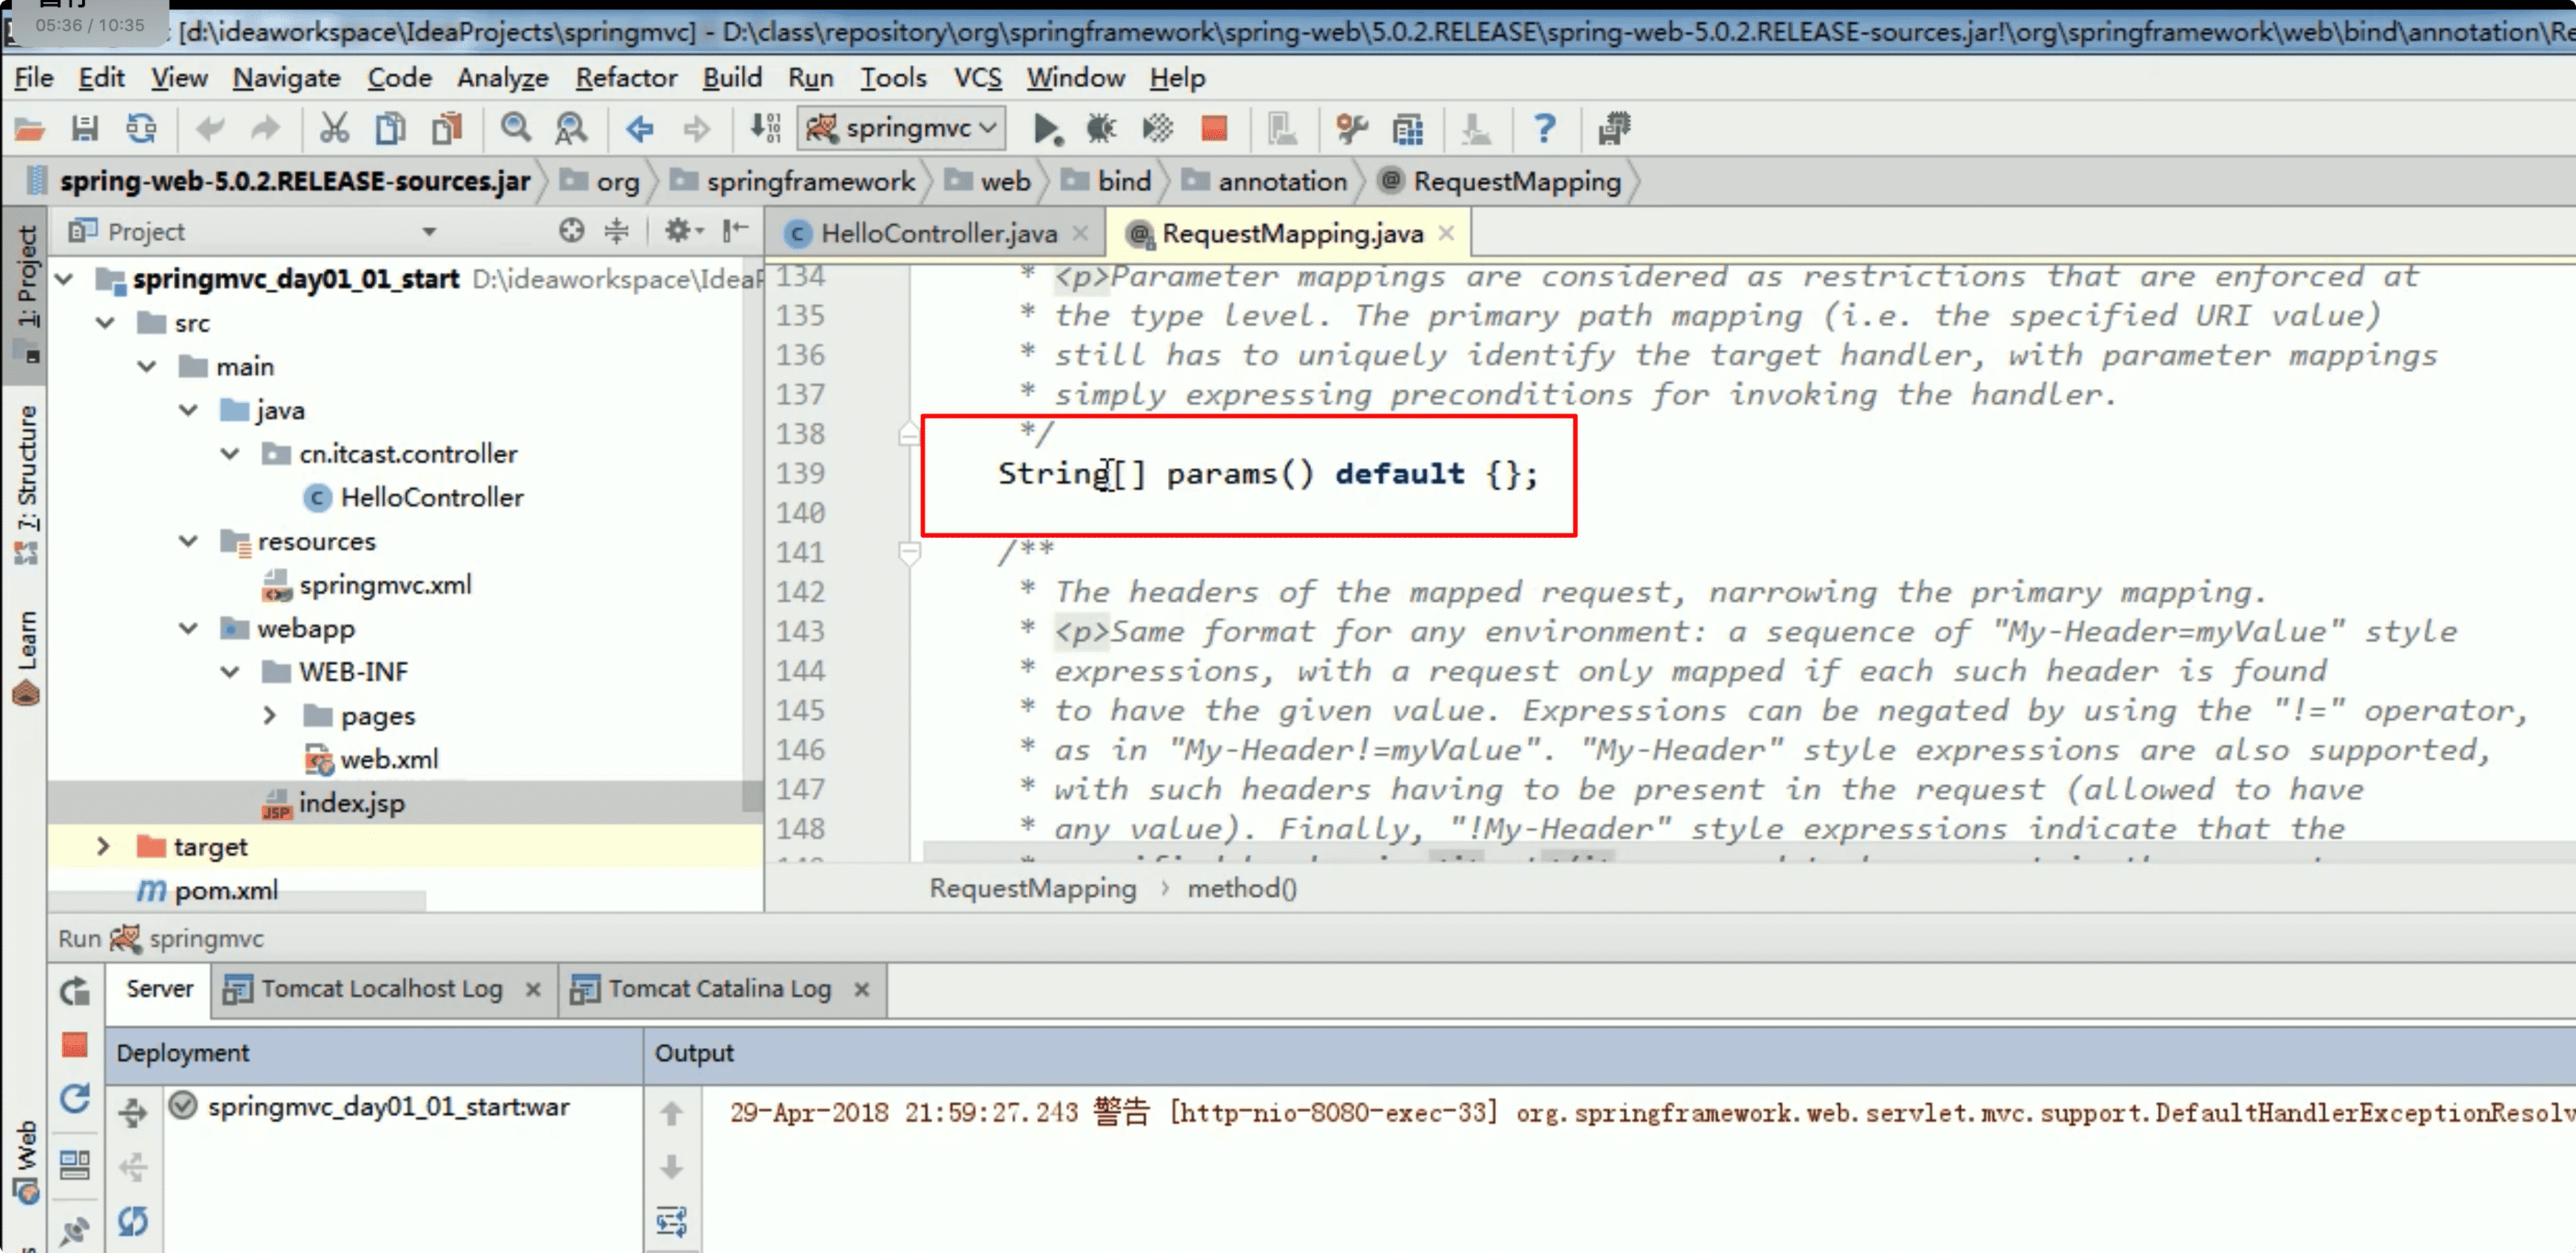 05:36 / 10:35
[d:\ideaworkspace\IdeaProjects\springmvc] - D:\class\repository\org\springframework\spring-web\5.0.2.RELEASE\spring-web-5.0.2.RELEASE-sources.jar!\org\springframework\web\bind\annotation\Re
File Edit View Navigate Code Analyze Refactor Build Run Tools VCS Window Help
springmvc
spring-web-5.0.2.RELEASE-sources.jar org springframework web bind annotation RequestMapping
Project
HelloController.java
RequestMapping.java
1: Project
7: Structure
Learn
Web
springmvc_day01_01_start D:\ideaworkspace\IdeaP
src
main
java
cn.itcast.controller
HelloController
resources
springmvc.xml
webapp
WEB-INF
pages
web.xml
index.jsp
target
pom.xml
134 * <p>Parameter mappings are considered as restrictions that are enforced at
135 * the type level. The primary path mapping (i.e. the specified URI value)
136 * still has to uniquely identify the target handler, with parameter mappings
137 * simply expressing preconditions for invoking the handler.
138 */
139 String[] params() default {};
140
141 /**
142 * The headers of the mapped request, narrowing the primary mapping.
143 * <p>Same format for any environment: a sequence of "My-Header=myValue" style
144 * expressions, with a request only mapped if each such header is found
145 * to have the given value. Expressions can be negated by using the "!=" operator,
146 * as in "My-Header!=myValue". "My-Header" style expressions are also supported,
147 * with such headers having to be present in the request (allowed to have
148 * any value). Finally, "!My-Header" style expressions indicate that the
RequestMapping › method()
Run springmvc
Server Tomcat Localhost Log Tomcat Catalina Log
Deployment Output
springmvc_day01_01_start:war
29-Apr-2018 21:59:27.243 警告 [http-nio-8080-exec-33] org.springframework.web.servlet.mvc.support.DefaultHandlerExceptionResolv